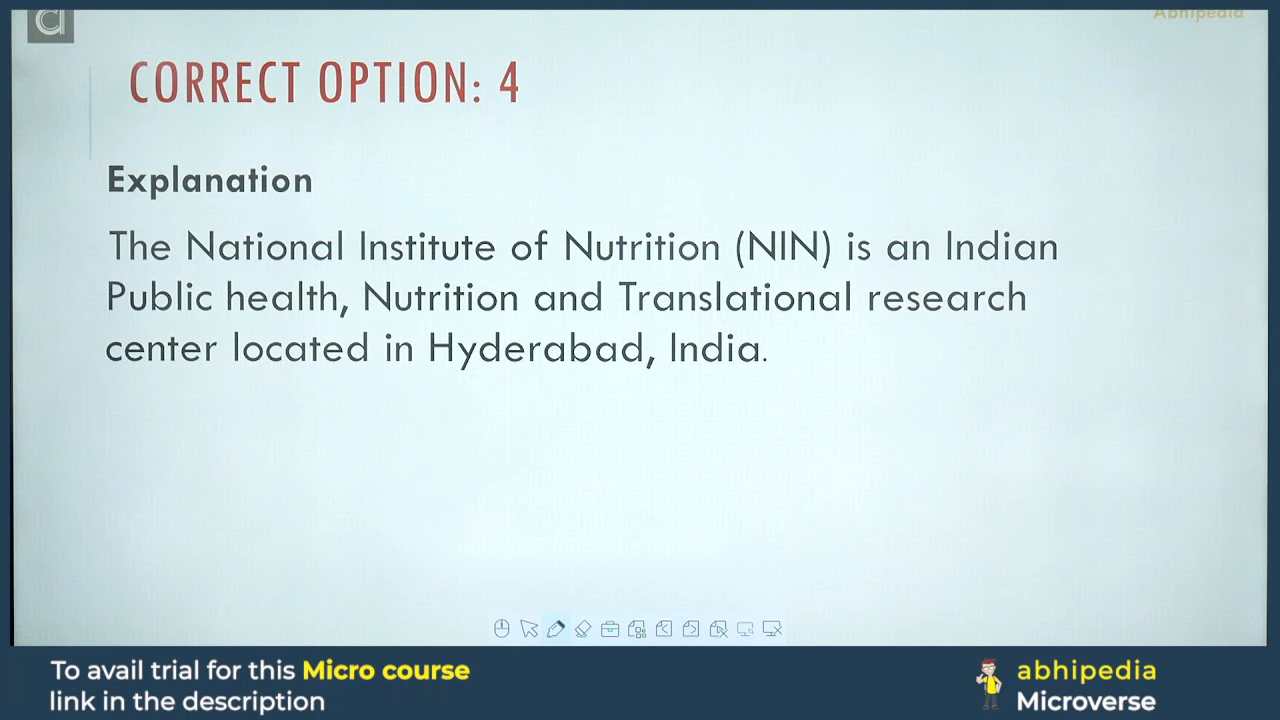 Abhipedia
CORRECT OPTION: 4
Explanation
The National Institute of Nutrition (NIN) is an Indian
Public health, Nutrition and Translational research
center located in Hyderabad, India.
To avail trial for this Micro course
link in the description
abhipedia
Microverse